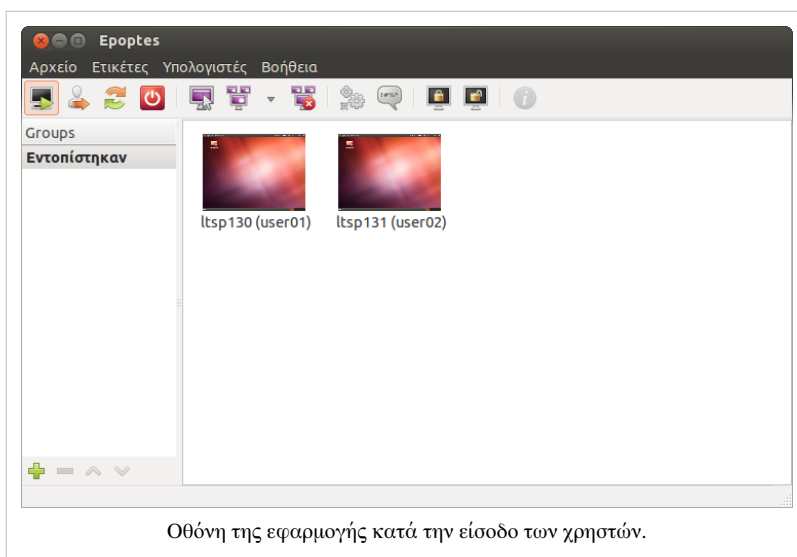 Epoptes
Αρχείο Ετικέτες Υπολογιστές Βοήθεια
Groups
Εντοπίστηκαν
ltsp130 (user01) ltsp131 (user02)
Οθόνη της εφαρμογής κατά την είσοδο των χρηστών.